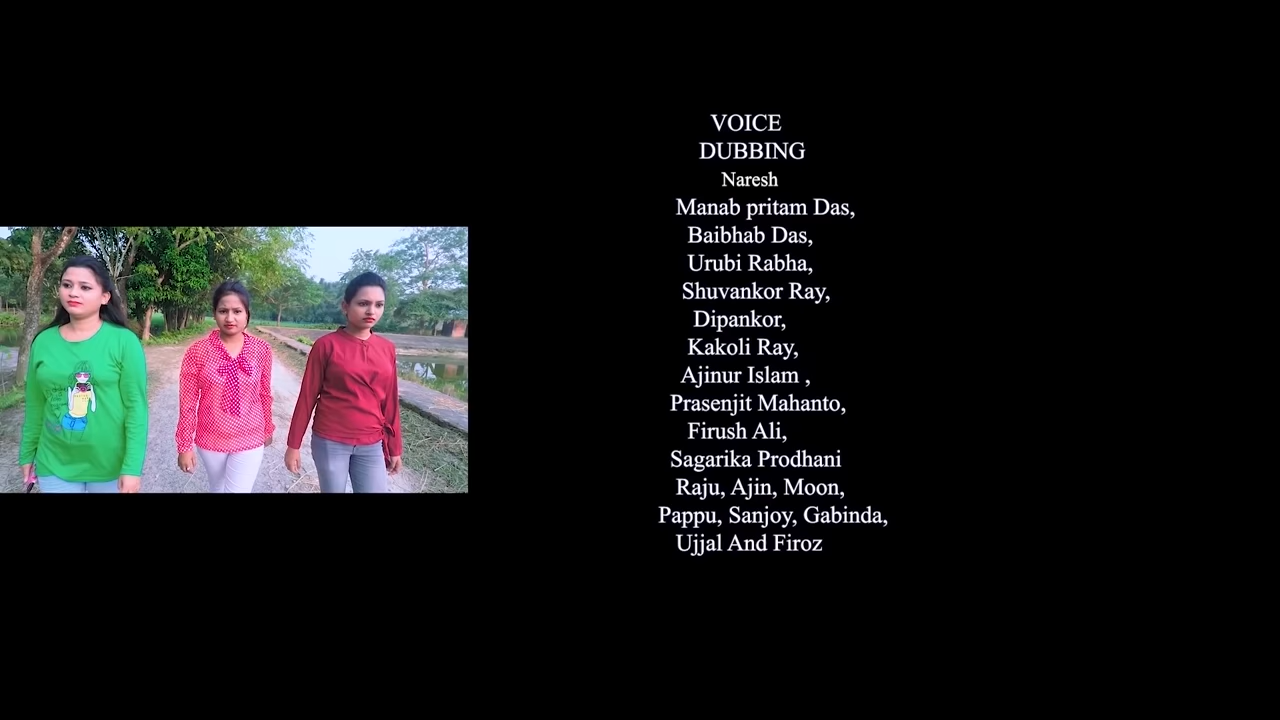 VOICE
DUBBING
Naresh
Manab pritam Das,
Baibhab Das,
Urubi Rabha,
Shuvankor Ray,
Dipankor,
Kakoli Ray,
Ajinur Islam ,
Prasenjit Mahanto,
Firush Ali,
Sagarika Prodhani
Raju, Ajin, Moon,
Pappu, Sanjoy, Gabinda,
Ujjal And Firoz